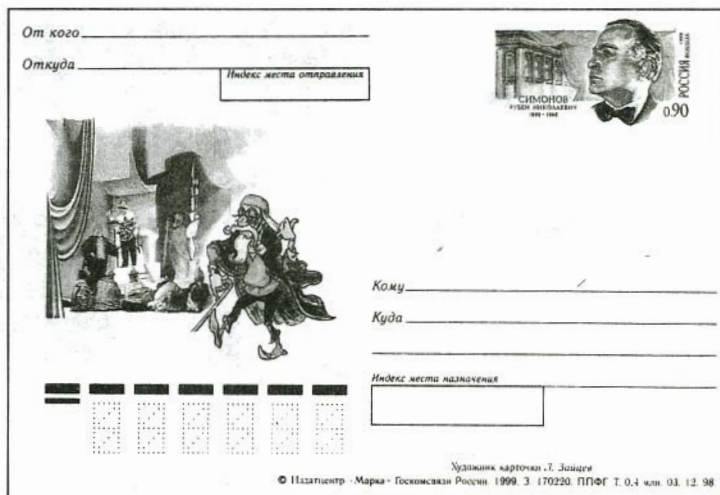 От кого
Откуда
Индекс места отправления
СИМОНОВ
РУБЕН НИКОЛАЕВИЧ
1899-1968
РОССИЯ
1999
0.90
Кому
Куда
Индекс места назначения
Художник карточки Л. Зайцев
© Издатцентр «Марка» Госкомсвязи России. 1999. З. 170220. ППФГ Т. 0,4 млн. 03. 12. 98